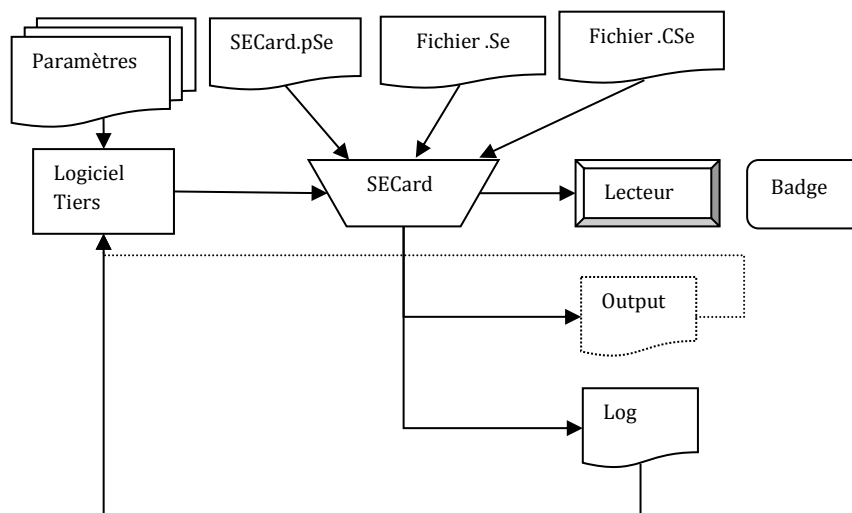 Paramètres
SECard.pSe
Fichier .Se
Fichier .CSe
Logiciel
Tiers
SECard
Lecteur
Badge
Output
Log